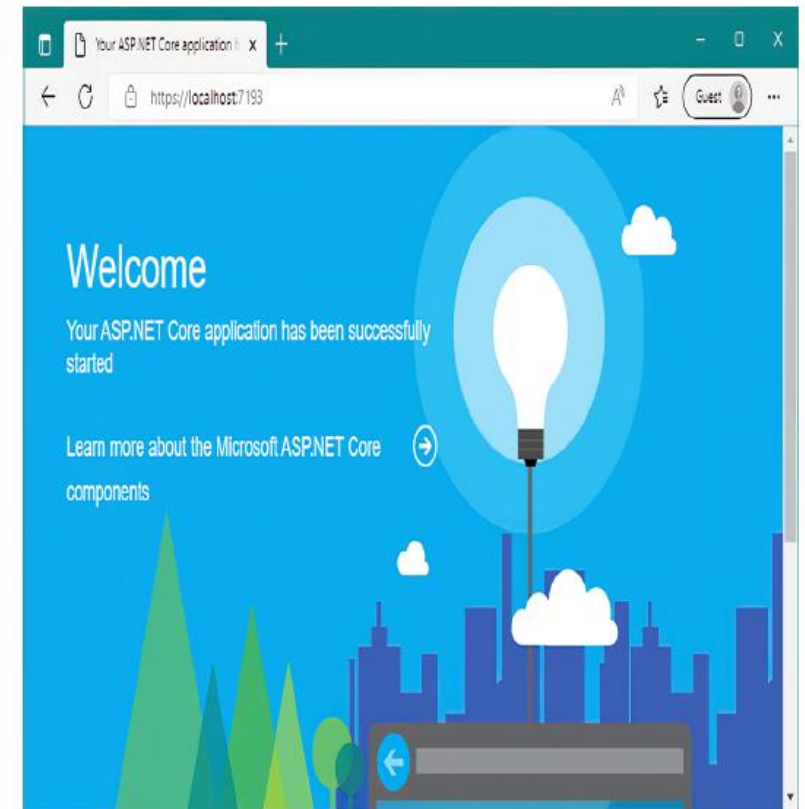 Your ASP.NET Core application
https://localhost:7193
Guest
Welcome
Your ASP.NET Core application has been successfully
started
Learn more about the Microsoft ASP.NET Core
components